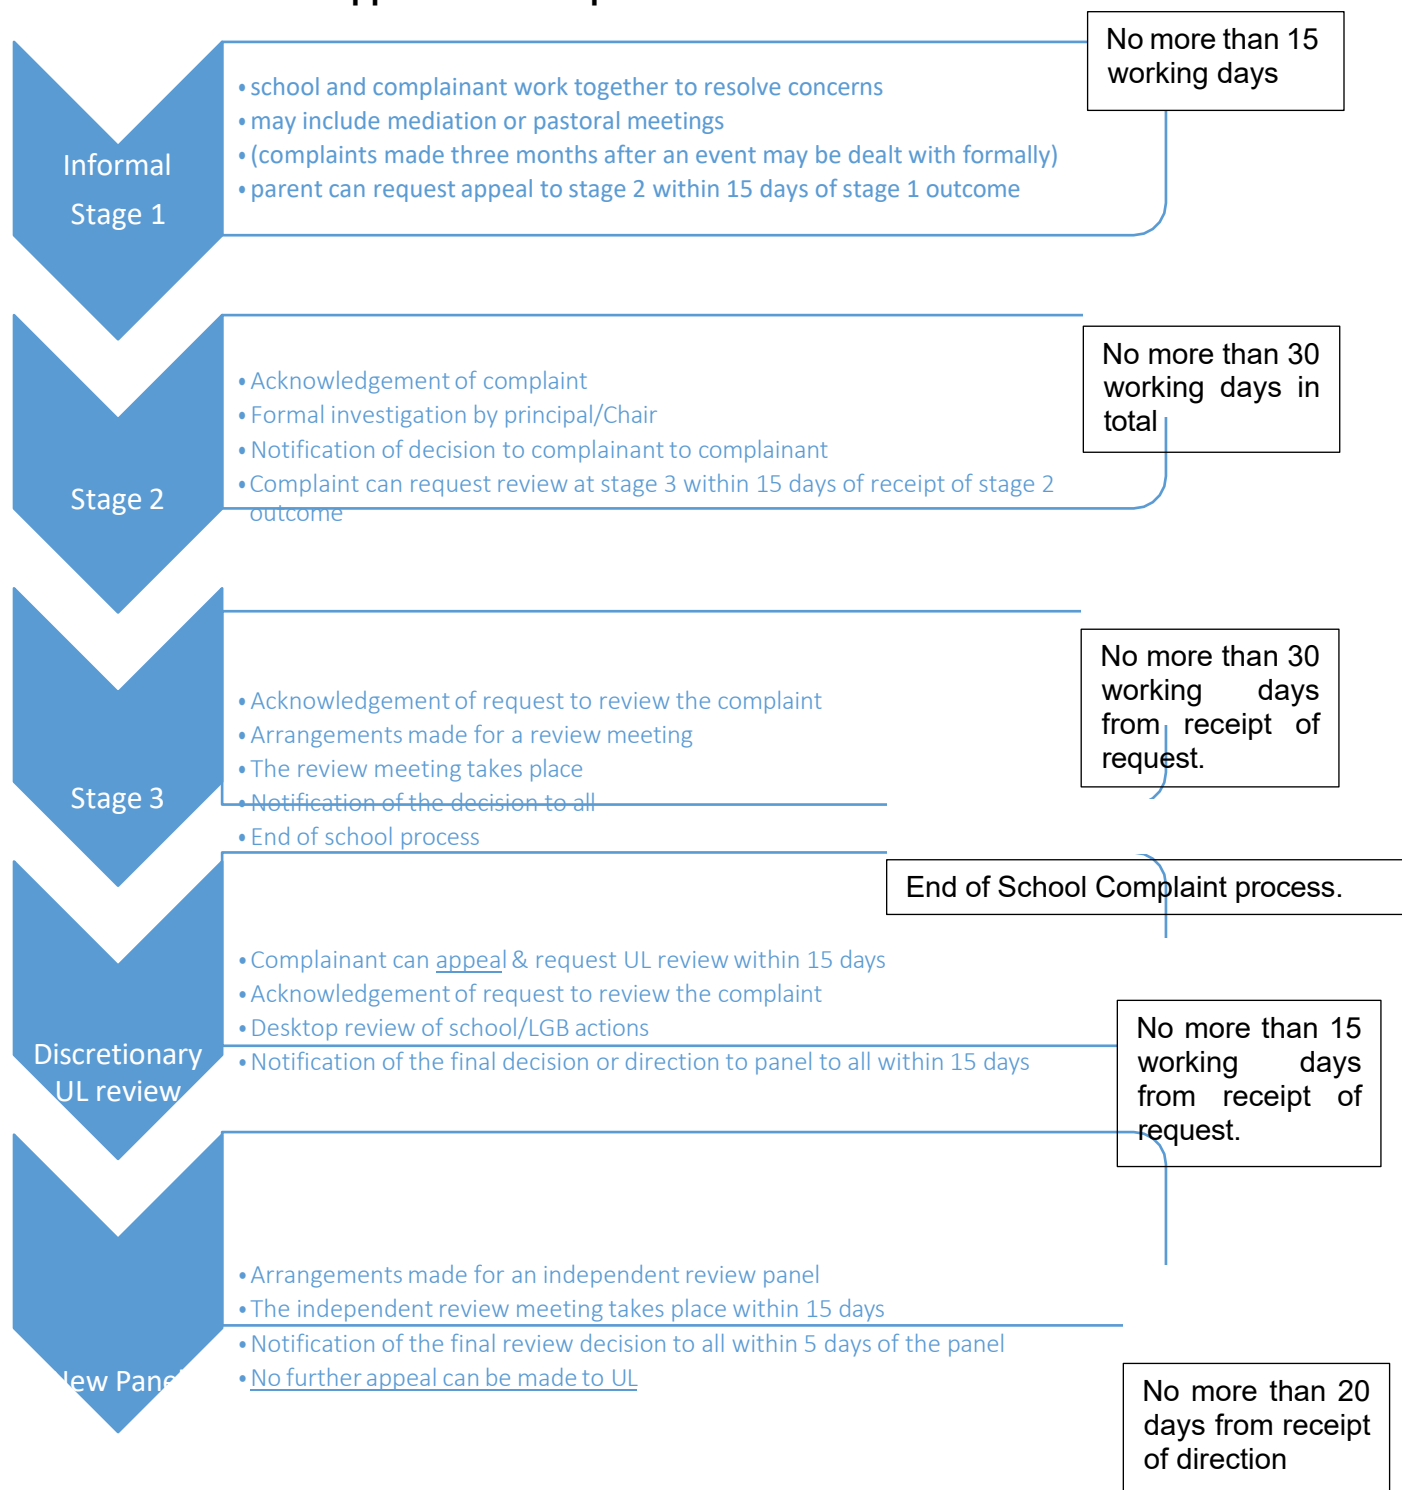 No more than 15
working days
• school and complainant work together to resolve concerns
• may include mediation or pastoral meetings
• (complaints made three months after an event may be dealt with formally)
• parent can request appeal to stage 2 within 15 days of stage 1 outcome
Informal
Stage 1
No more than 30
working days in
total
• Acknowledgement of complaint
• Formal investigation by principal/Chair
• Notification of decision to complainant to complainant
• Complaint can request review at stage 3 within 15 days of receipt of stage 2
outcome
Stage 2
No more than 30
working days
from receipt of
request.
• Acknowledgement of request to review the complaint
• Arrangements made for a review meeting
• The review meeting takes place
• Notification of the decision to all
• End of school process
Stage 3
End of School Complaint process.
• Complainant can appeal & request UL review within 15 days
• Acknowledgement of request to review the complaint
• Desktop review of school/LGB actions
• Notification of the final decision or direction to panel to all within 15 days
Discretionary
UL review
No more than 15
working days
from receipt of
request.
• Arrangements made for an independent review panel
• The independent review meeting takes place within 15 days
• Notification of the final review decision to all within 5 days of the panel
• No further appeal can be made to UL
New Panel
No more than 20
days from receipt
of direction